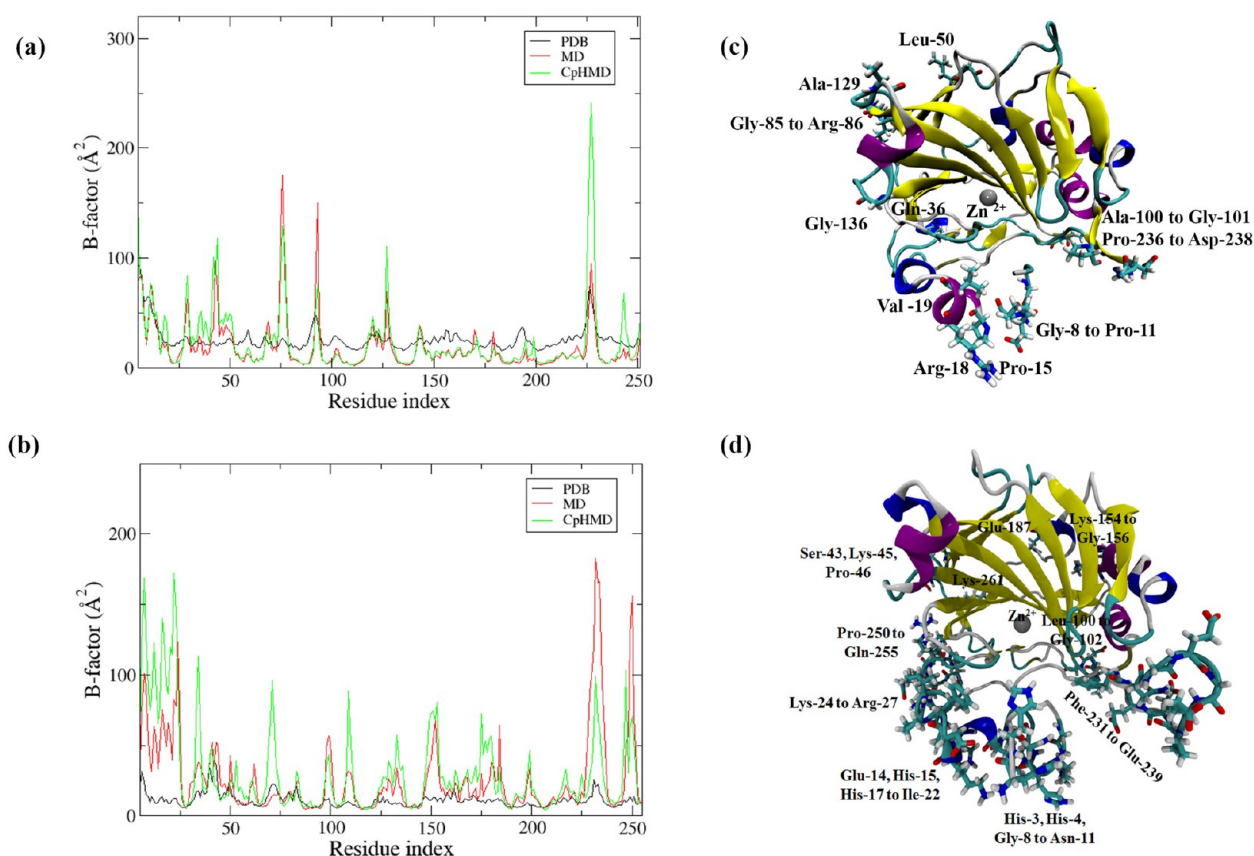 (a)
300
200
100
0
B-factor (Å²)
50
100
150
200
250
Residue index
PDB
MD
CpHMD
(c)
Leu-50
Ala-129
Gly-85 to Arg-86
Gly-136
Gln-36
Zn 2+
Ala-100 to Gly-101
Pro-236 to Asp-238
Val -19
Gly-8 to Pro-11
Arg-18
Pro-15
(b)
200
100
0
B-factor (Å²)
50
100
150
200
250
Residue index
PDB
MD
CpHMD
(d)
Glu-187
Lys-154 to
Gly-156
Ser-43, Lys-45,
Pro-46
Lys-261
Zn2+
Leu-100 to
Gly-102
Pro-250 to
Gln-255
Lys-24 to Arg-27
Phe-231 to Glu-239
Glu-14, His-15,
His-17 to Ile-22
His-3, His-4,
Gly-8 to Asn-11